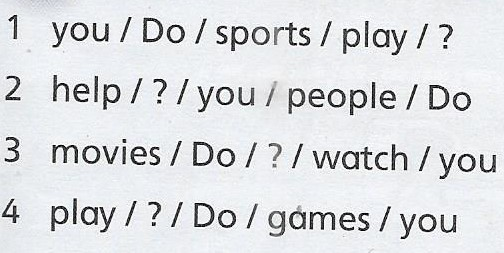 1 you / Do / sports / play / ?
2 help / ? / you / people / Do
3 movies / Do / ? / watch / you
4 play / ? / Do / games / you